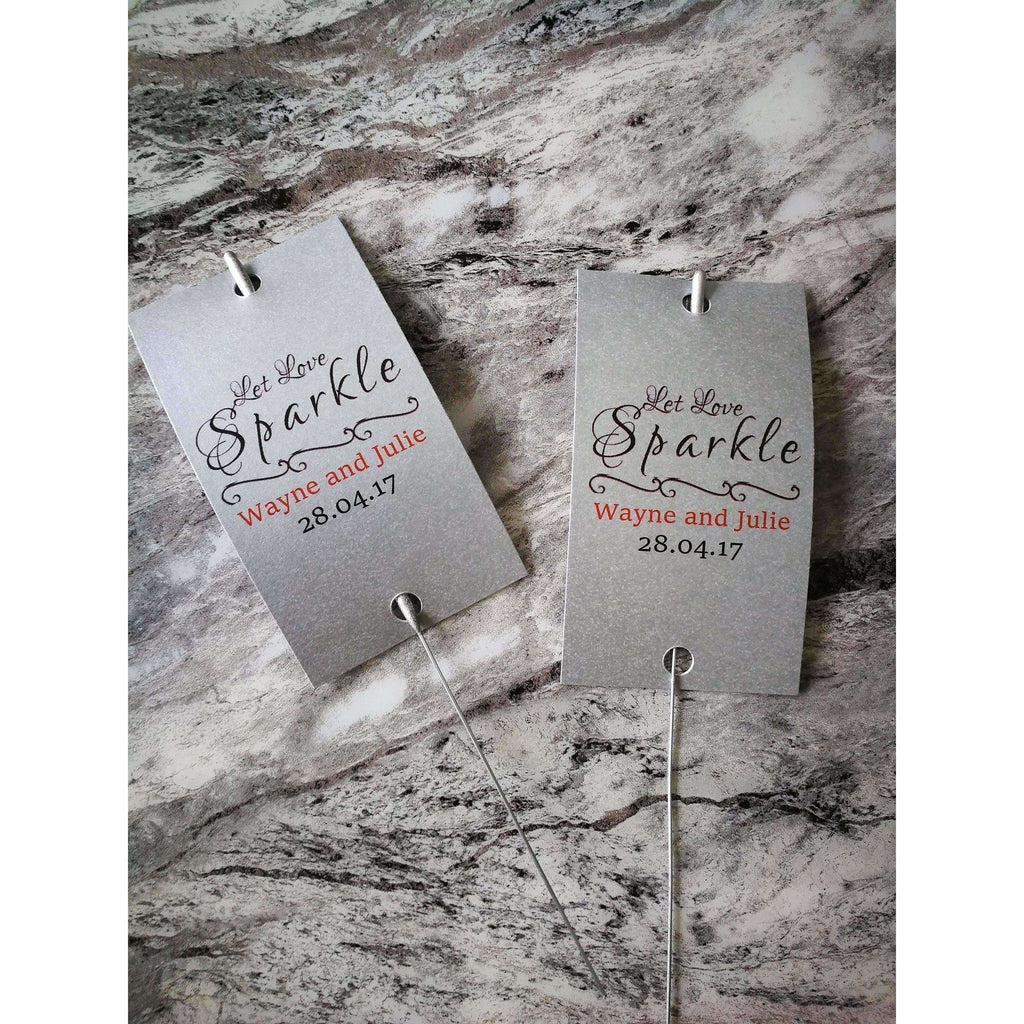 Let Love
Sparkle
Wayne and Julie
28.04.17
Let Love
Sparkle
Wayne and Julie
28.04.17